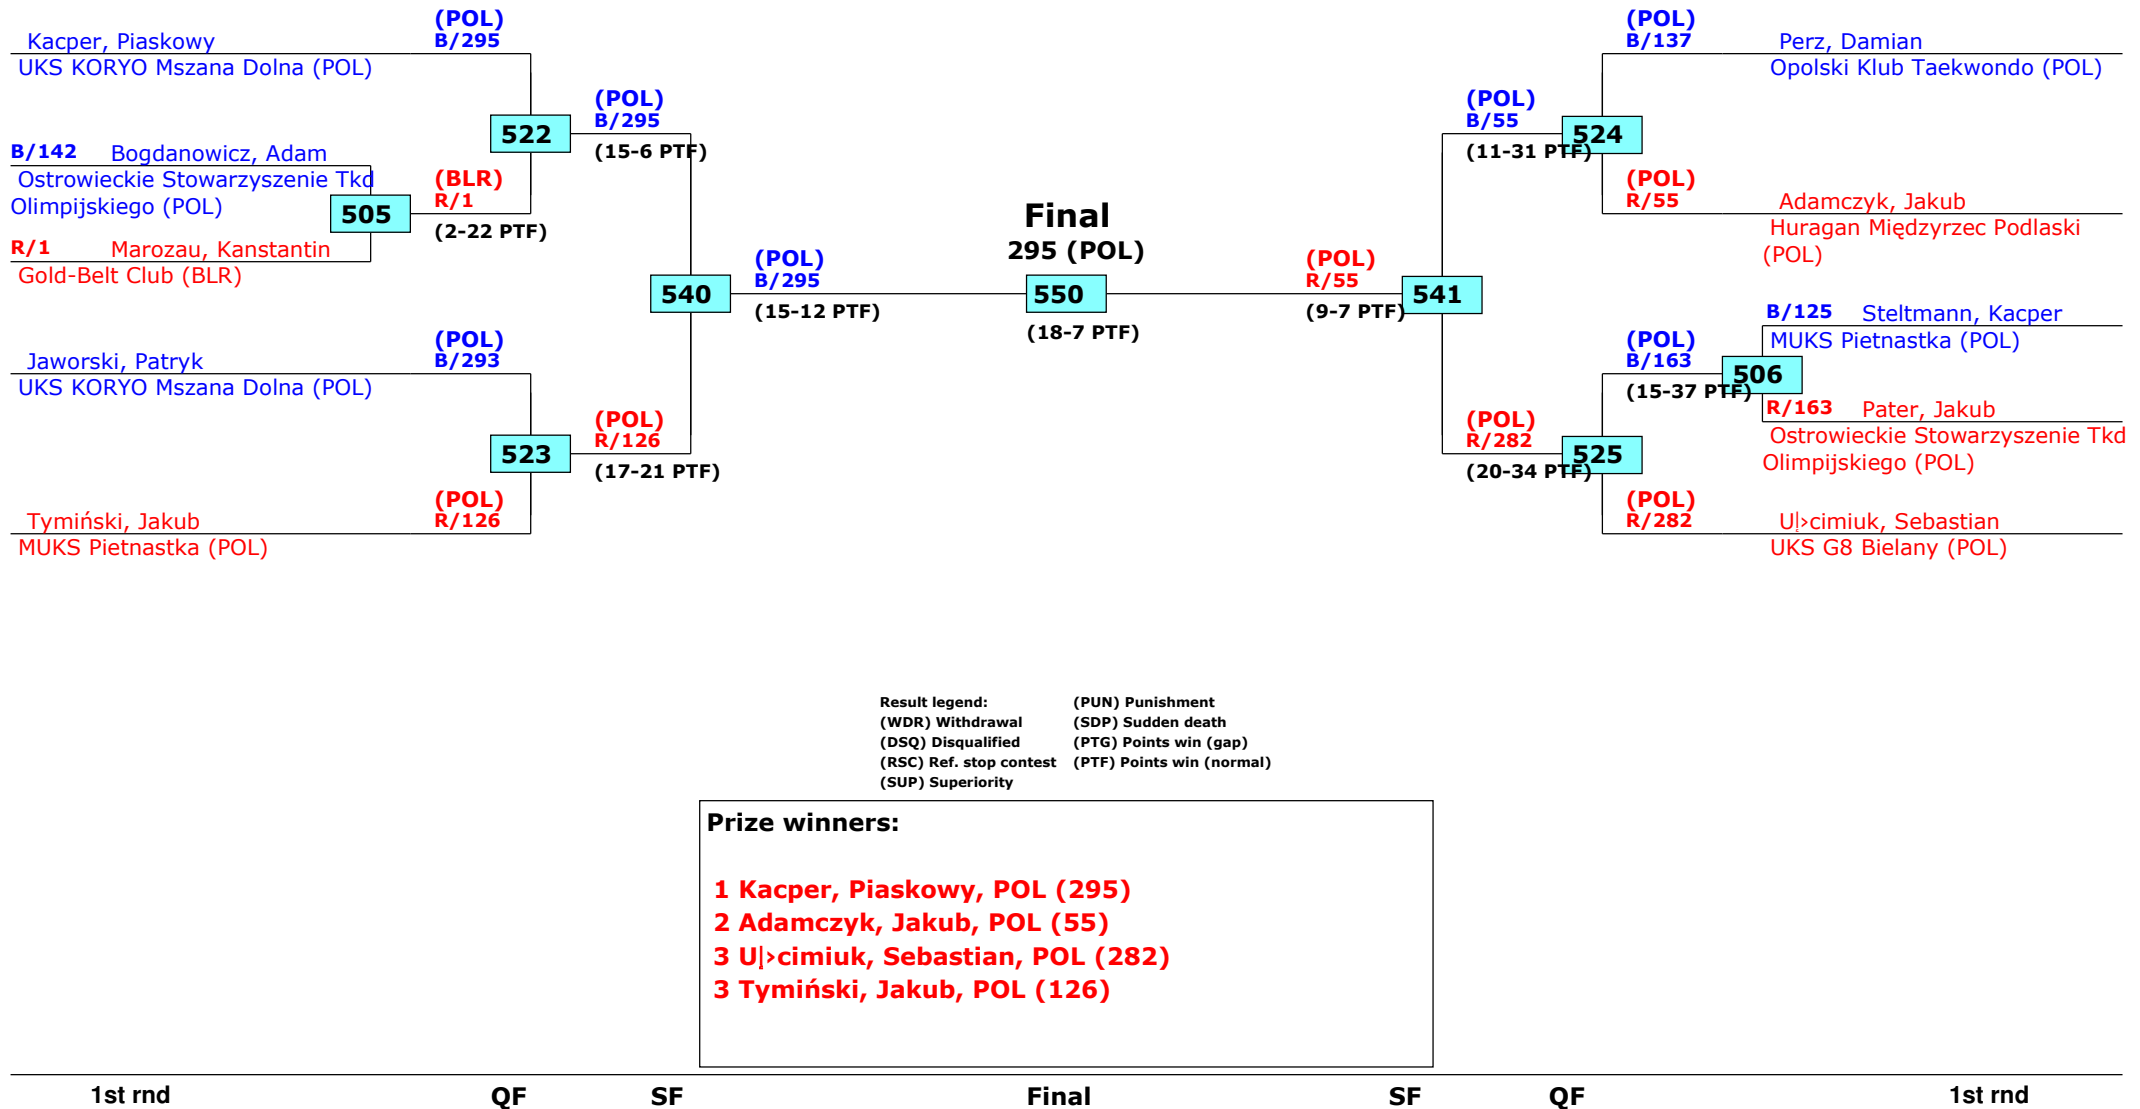 (POL)
B/295
Kacper, Piaskowy
UKS KORYO Mszana Dolna (POL)
522
(POL)
B/295
(15-6 PTF)
B/142 Bogdanowicz, Adam
Ostrowieckie Stowarzyszenie Tkd
Olimpijskiego (POL)
505
(BLR)
R/1
(2-22 PTF)
R/1 Marozau, Kanstantin
Gold-Belt Club (BLR)
540
(POL)
B/295
(15-12 PTF)
(POL)
B/293
Jaworski, Patryk
UKS KORYO Mszana Dolna (POL)
523
(POL)
R/126
(17-21 PTF)
(POL)
R/126
Tymiński, Jakub
MUKS Pietnastka (POL)
Final
295 (POL)
550
(18-7 PTF)
(POL)
R/55
(9-7 PTF)
541
(POL)
B/55
(11-31 PTF)
524
(POL)
B/137
Perz, Damian
Opolski Klub Taekwondo (POL)
(POL)
R/55
Adamczyk, Jakub
Huragan Międzyrzec Podlaski
(POL)
B/125 Steltmann, Kacper
MUKS Pietnastka (POL)
(POL)
B/163
(15-37 PTF)
506
R/163 Pater, Jakub
Ostrowieckie Stowarzyszenie Tkd
Olimpijskiego (POL)
(POL)
R/282
(20-34 PTF)
525
(POL)
R/282
Sebastian
UKS G8 Bielany (POL)
Result legend:
(WDR) Withdrawal
(DSQ) Disqualified
(RSC) Ref. stop contest
(SUP) Superiority
(PUN) Punishment
(SDP) Sudden death
(PTG) Points win (gap)
(PTF) Points win (normal)
Prize winners:
1 Kacper, Piaskowy, POL (295)
2 Adamczyk, Jakub, POL (55)
3 Sebastian, POL (282)
3 Tymiński, Jakub, POL (126)
1st rnd QF SF Final SF QF 1st rnd